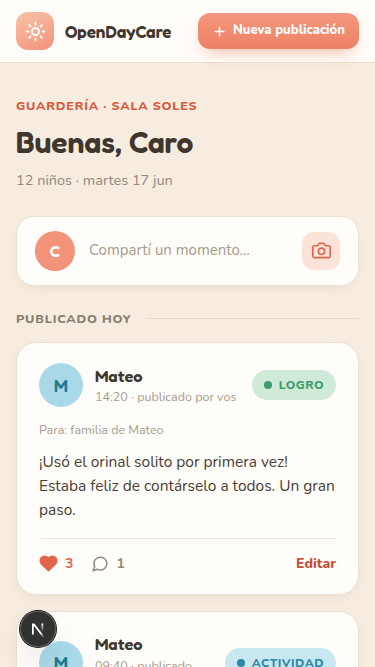 OpenDayCare
+ Nueva publicación
GUARDERÍA · SALA SOLES
Buenas, Caro
12 niños · martes 17 jun
C
Compartí un momento...
PUBLICADO HOY
M
Mateo
14:20 · publicado por vos
LOGRO
Para: familia de Mateo
¡Usó el orinal solito por primera vez!
Estaba feliz de contárselo a todos. Un gran
paso.
3
1
Editar
N
M
Mateo
09:40 · publicado
ACTIVIDAD